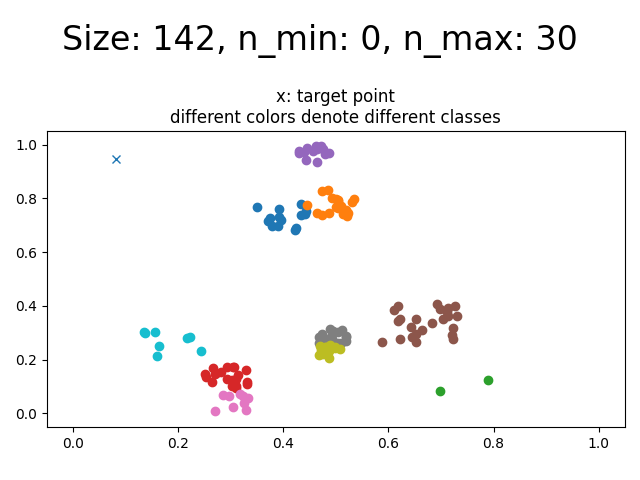 Size: 142, n_min: 0, n_max: 30
x: target point
different colors denote different classes
1.0
0.8
0.6
0.4
0.2
0.0
0.0 0.2 0.4 0.6 0.8 1.0